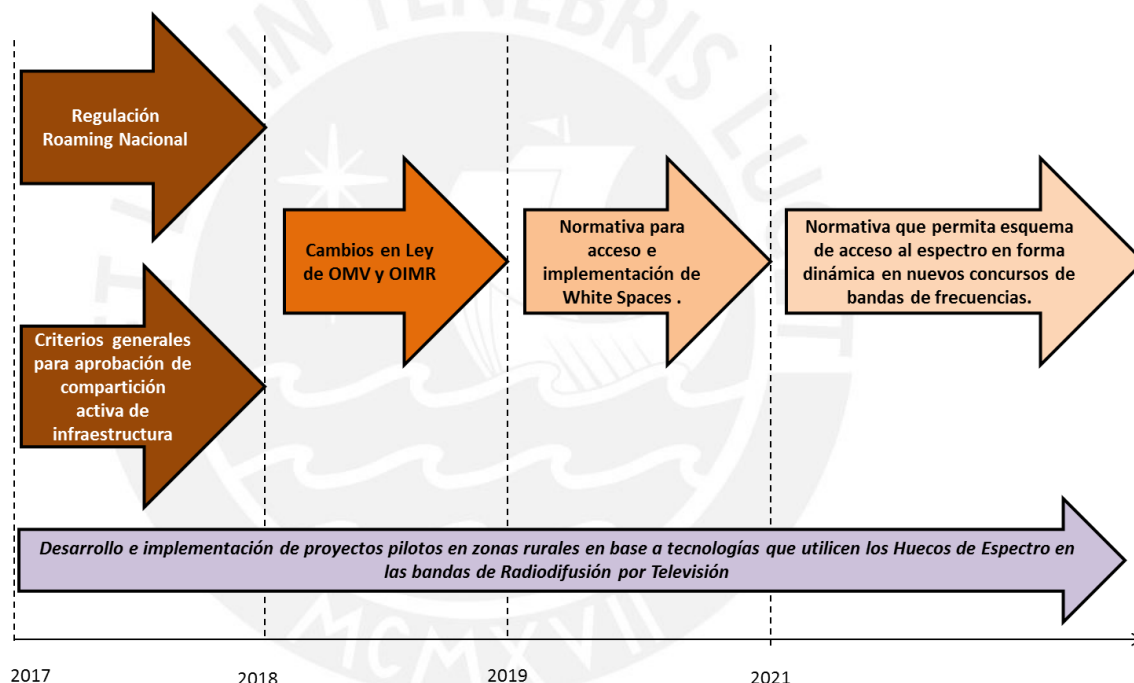 Regulación
Roaming Nacional
Criterios generales
para aprobación de
compartición
activa de
infraestructura
Cambios en Ley
de OMV y OIMR
Normativa para
acceso e
implementación de
White Spaces .
Normativa que permita esquema
de acceso al espectro en forma
dinámica en nuevos concursos de
bandas de frecuencias.
Desarrollo e implementación de proyectos pilotos en zonas rurales en base a tecnologías que utilicen los Huecos de Espectro en
las bandas de Radiodifusión por Televisión
2017
2018
2019
2021
IN TENEBRIS
MCMXVII